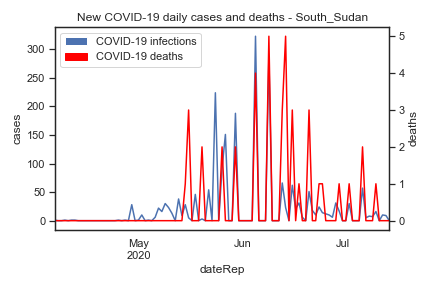 New COVID-19 daily cases and deaths - South_Sudan
COVID-19 infections
COVID-19 deaths
300
250
200
150
100
50
0
cases
5
4
3
2
1
0
deaths
May
2020
Jun
Jul
dateRep